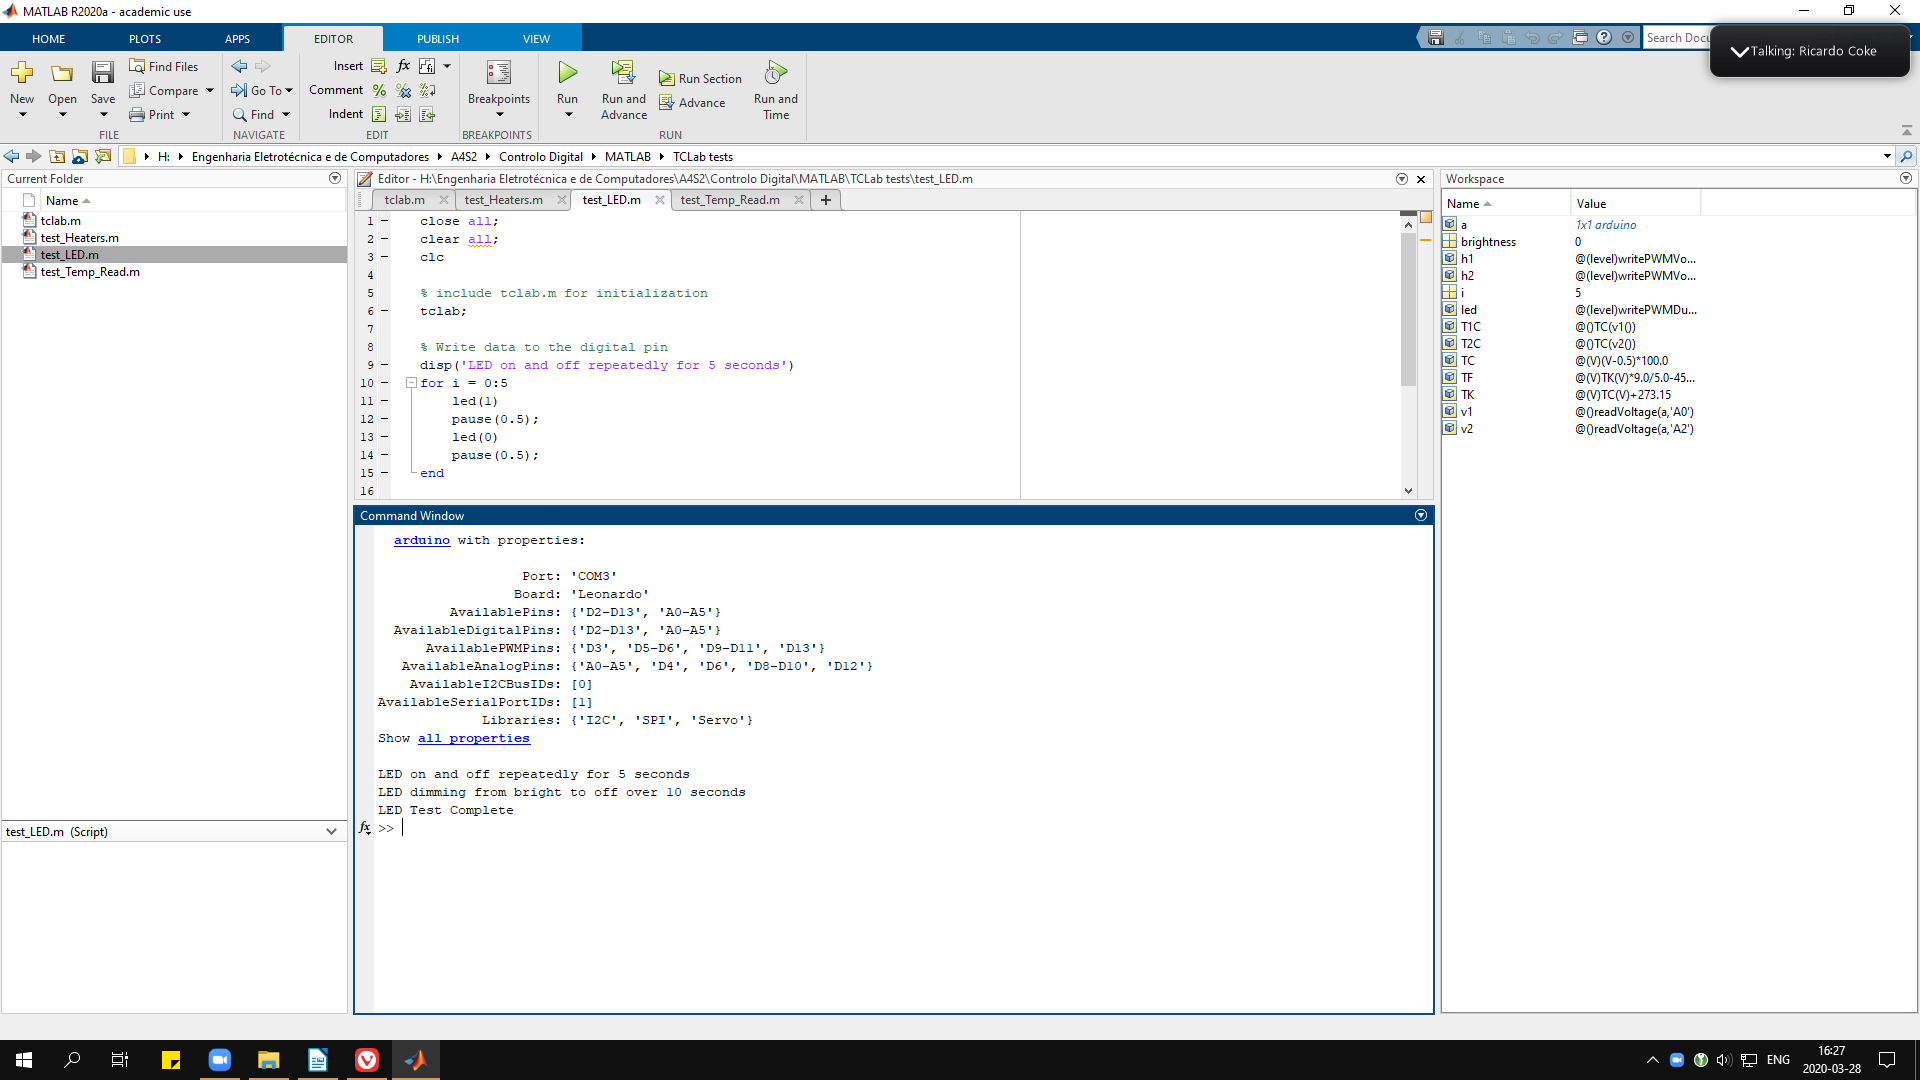 MATLAB R2020a - academic use
HOME PLOTS APPS EDITOR PUBLISH VIEW
Talking: Ricardo Coke
New Open Save
Find Files
Compare
Print
FILE
Go To
Find
NAVIGATE
Insert fx
Comment
Indent
EDIT
Breakpoints
BREAKPOINTS
Run
Run and Advance
Run Section
Advance
Run and Time
RUN
H: Engenharia Eletrotécnica e de Computadores A4S2 Controlo Digital MATLAB TCLab tests
Current Folder
Name
tclab.m
test_Heaters.m
test_LED.m
test_Temp_Read.m
test_LED.m (Script)
Editor - H:\Engenharia Eletrotécnica e de Computadores\A4S2\Controlo Digital\MATLAB\TCLab tests\test_LED.m
tclab.m test_Heaters.m test_LED.m test_Temp_Read.m
1 close all;
2 clear all;
3 clc
4
5 % include tclab.m for initialization
6 tclab;
7
8 % Write data to the digital pin
9 disp('LED on and off repeatedly for 5 seconds')
10 for i = 0:5
11 led(1)
12 pause(0.5);
13 led(0)
14 pause(0.5);
15 end
16
Command Window
arduino with properties:
Port: 'COM3'
Board: 'Leonardo'
AvailablePins: {'D2-D13', 'A0-A5'}
AvailableDigitalPins: {'D2-D13', 'A0-A5'}
AvailablePWMPins: {'D3', 'D5-D6', 'D9-D11', 'D13'}
AvailableAnalogPins: {'A0-A5', 'D4', 'D6', 'D8-D10', 'D12'}
AvailableI2CBusIDs: [0]
AvailableSerialPortIDs: [1]
Libraries: {'I2C', 'SPI', 'Servo'}
Show all properties
LED on and off repeatedly for 5 seconds
LED dimming from bright to off over 10 seconds
LED Test Complete
fx >>
Workspace
Name Value
a 1x1 arduino
brightness 0
h1 @(level)writePWMVo...
h2 @(level)writePWMVo...
i 5
led @(level)writePWMDu...
T1C @()TC(v1())
T2C @()TC(v2())
TC @(V)(V-0.5)*100.0
TF @(V)TK(V)*9.0/5.0-45...
TK @(V)TC(V)+273.15
v1 @()readVoltage(a,'A0')
v2 @()readVoltage(a,'A2')
ENG
16:27
2020-03-28